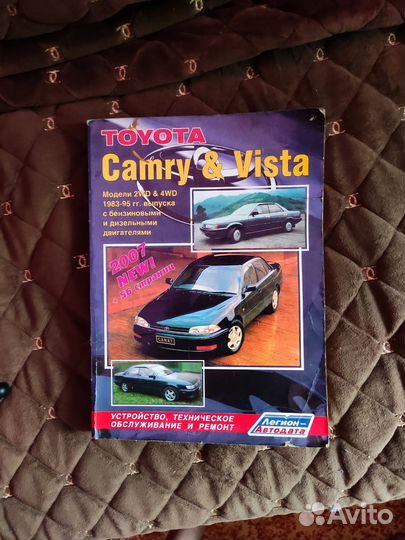 TOYOTA
Camry & Vista
Модели 2WD & 4WD
1983-95 гг. выпуска
с бензиновыми
и дизельными
двигателями
2007
NEW!
+ 56 страниц
CAMRY
УСТРОЙСТВО, ТЕХНИЧЕСКОЕ
ОБСЛУЖИВАНИЕ И РЕМОНТ
Легион-
Автодата
Avito